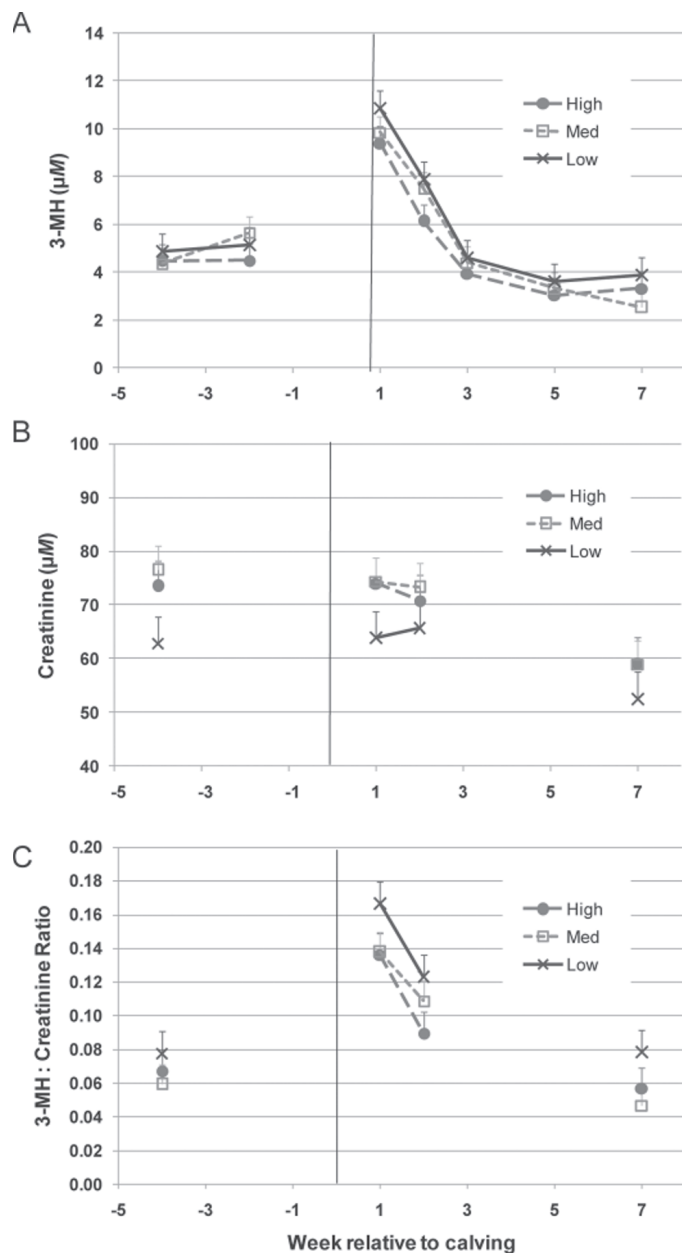 A
3-MH (µM)
14
12
10
8
6
4
2
0
-5 -3 -1 1 3 5 7
High
Med
Low
B
Creatinine (µM)
100
90
80
70
60
50
40
-5 -3 -1 1 3 5 7
High
Med
Low
C
3-MH : Creatinine Ratio
0.20
0.18
0.16
0.14
0.12
0.10
0.08
0.06
0.04
0.02
0.00
-5 -3 -1 1 3 5 7
High
Med
Low
Week relative to calving